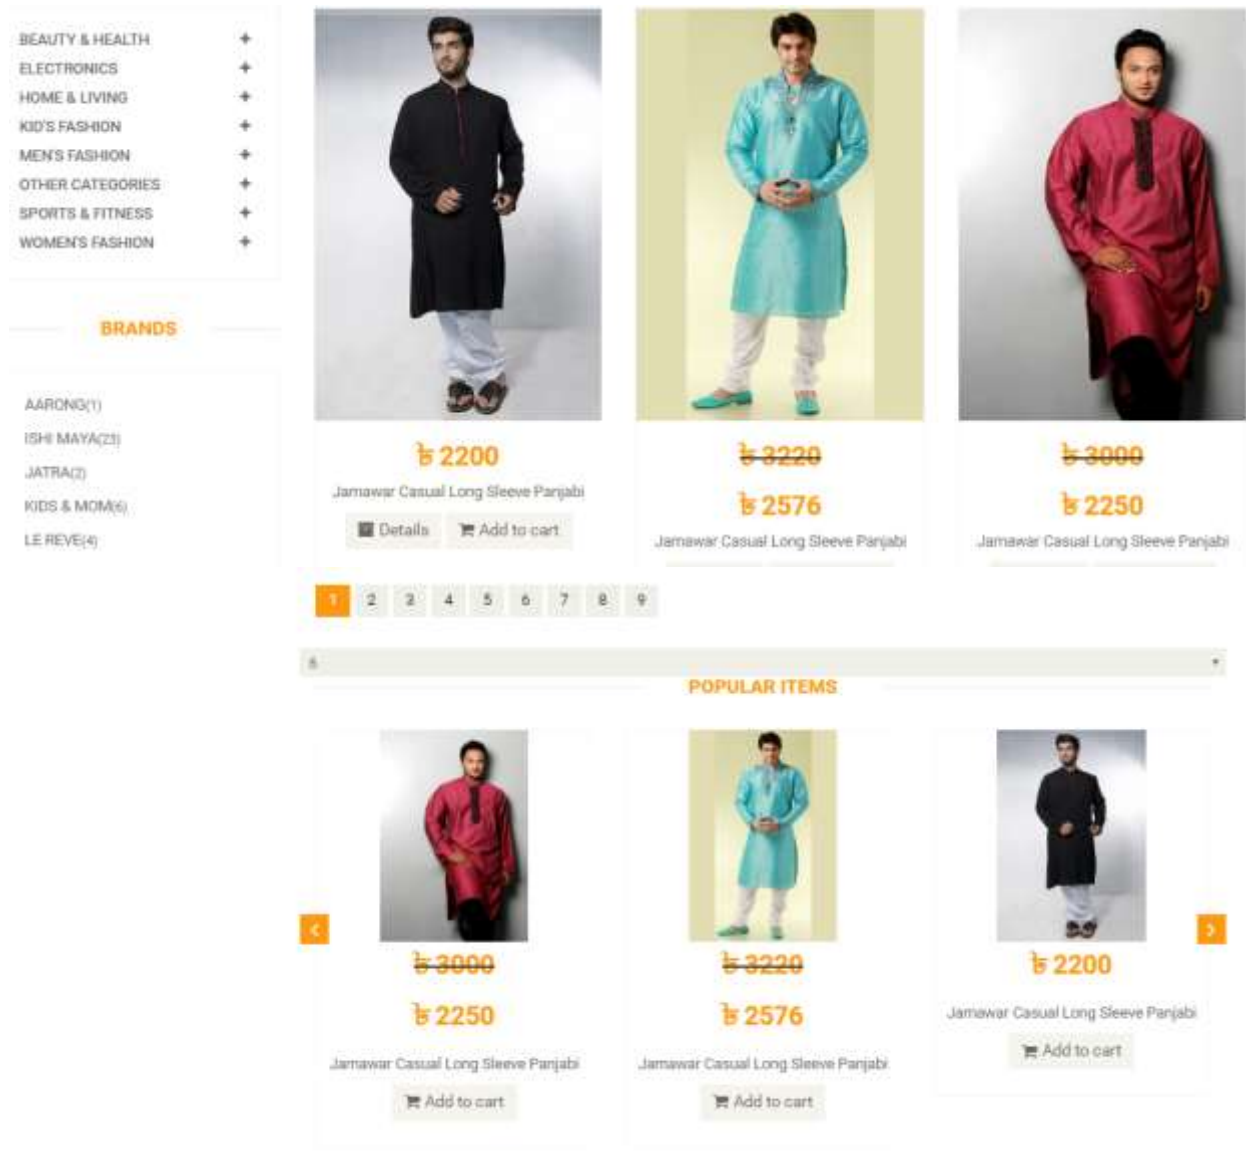 BEAUTY & HEALTH +
ELECTRONICS +
HOME & LIVING +
KID'S FASHION +
MEN'S FASHION +
OTHER CATEGORIES +
SPORTS & FITNESS +
WOMEN'S FASHION +
BRANDS
AARONG(1)
ISHI MAYA(23)
JATRA(2)
KIDS & MOM(6)
LE REVE(4)
৳ 2200
Jamawar Casual Long Sleeve Panjabi
Details Add to cart
৳ 3220
৳ 2576
Jamawar Casual Long Sleeve Panjabi
৳ 3000
৳ 2250
Jamawar Casual Long Sleeve Panjabi
1 2 3 4 5 6 7 8 9
POPULAR ITEMS
৳ 3000
৳ 2250
Jamawar Casual Long Sleeve Panjabi
Add to cart
৳ 3220
৳ 2576
Jamawar Casual Long Sleeve Panjabi
Add to cart
৳ 2200
Jamawar Casual Long Sleeve Panjabi
Add to cart